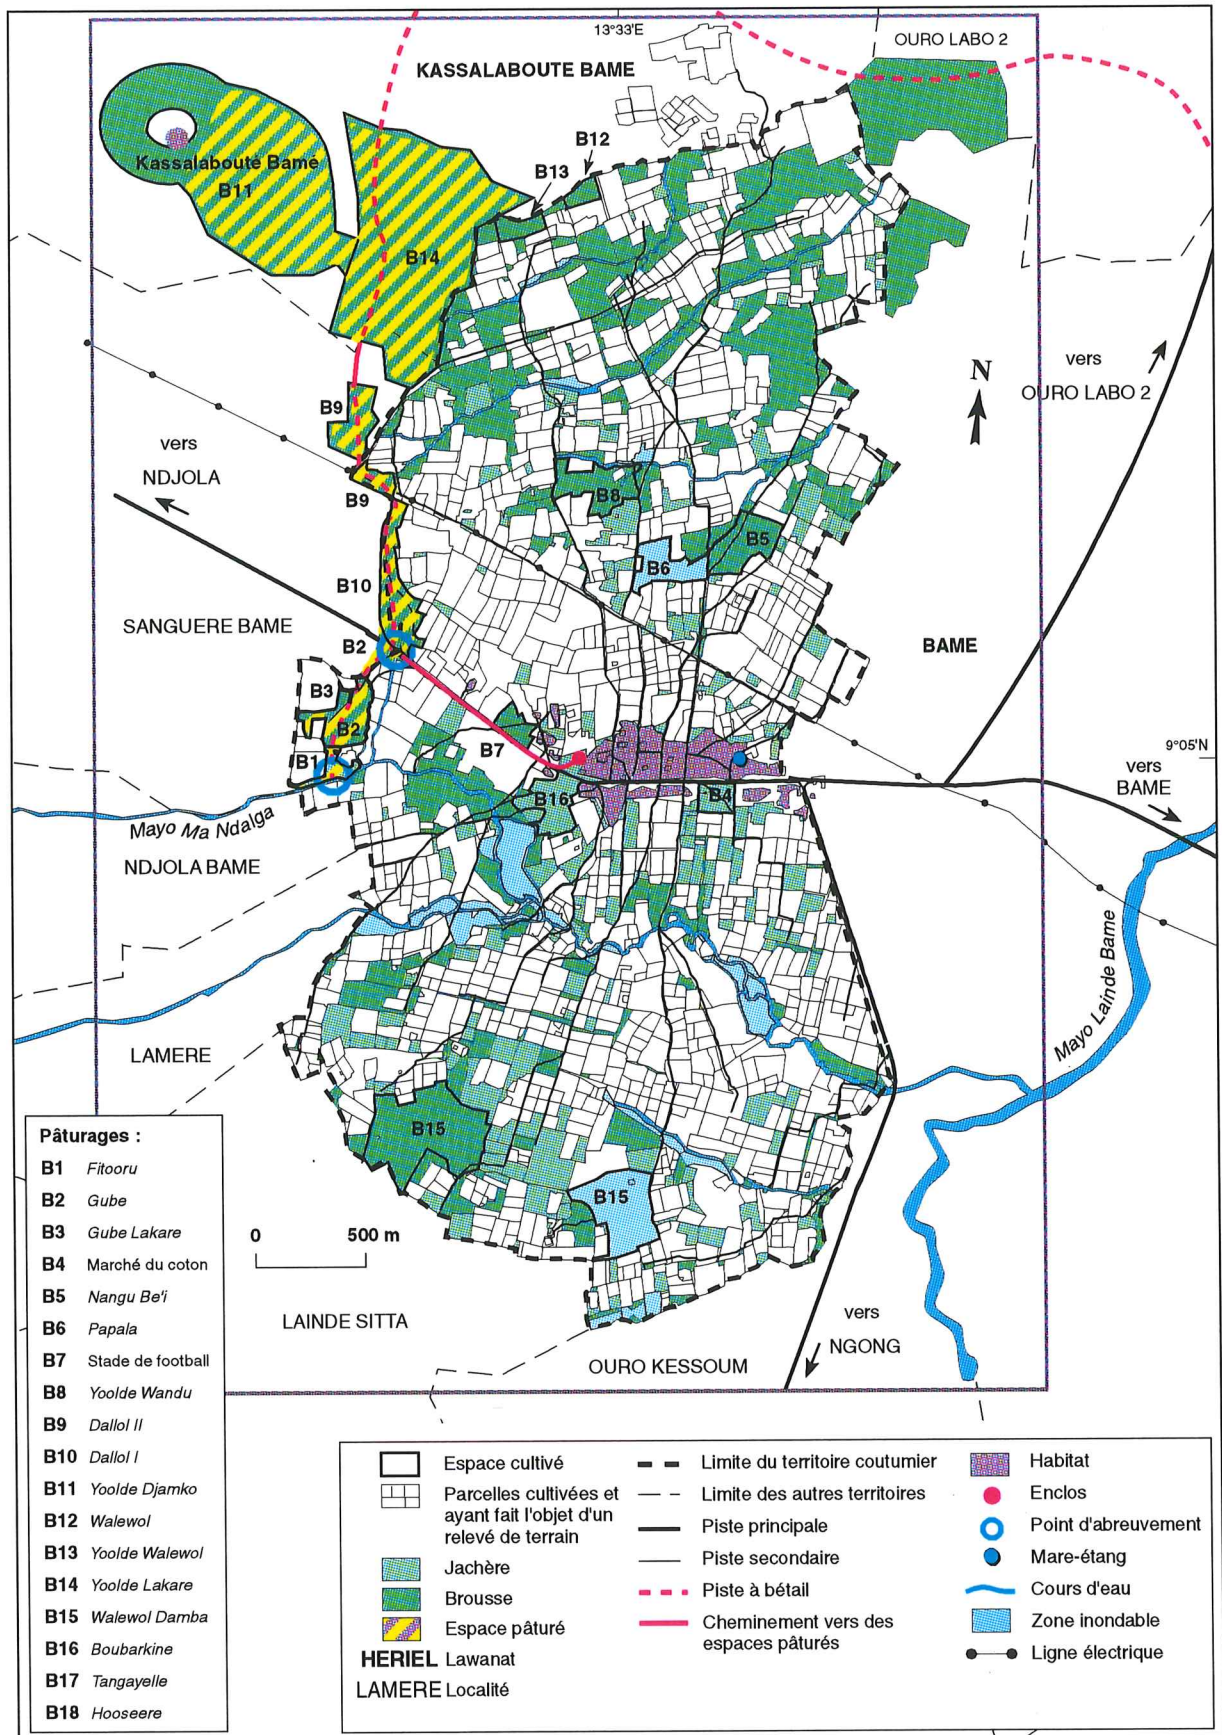 13°33'E
OURO LABO 2
KASSALABOUTE BAME
B12
B13
Kassalabouté Bamé
B11
B14
N
vers
OURO LABO 2
B9
vers
NDJOLA
B8
B9
B5
B6
B10
SANGUERE BAME
BAME
B2
B3
B2
B7
9°05'N
B1
vers
BAME
B16
B4
Mayo Ma Ndalga
NDJOLA BAME
Mayo Lainde Bame
LAMERE
B15
B15
Pâturages :
B1 Fitooru
B2 Gube
B3 Gube Lakare
B4 Marché du coton
B5 Nangu Be'i
B6 Papala
B7 Stade de football
B8 Yoolde Wandu
B9 Dallol II
B10 Dallol I
B11 Yoolde Djamko
B12 Walewol
B13 Yoolde Walewol
B14 Yoolde Lakare
B15 Walewol Damba
B16 Boubarkine
B17 Tangayelle
B18 Hooseere
0 500 m
LAINDE SITTA
vers
NGONG
OURO KESSOUM
Espace cultivé
Parcelles cultivées et
ayant fait l'objet d'un
relevé de terrain
Jachère
Brousse
Espace pâturé
HERIEL Lawanat
LAMERE Localité
Limite du territoire coutumier
Limite des autres territoires
Piste principale
Piste secondaire
Piste à bétail
Cheminement vers des
espaces pâturés
Habitat
Enclos
Point d'abreuvement
Mare-étang
Cours d'eau
Zone inondable
Ligne électrique